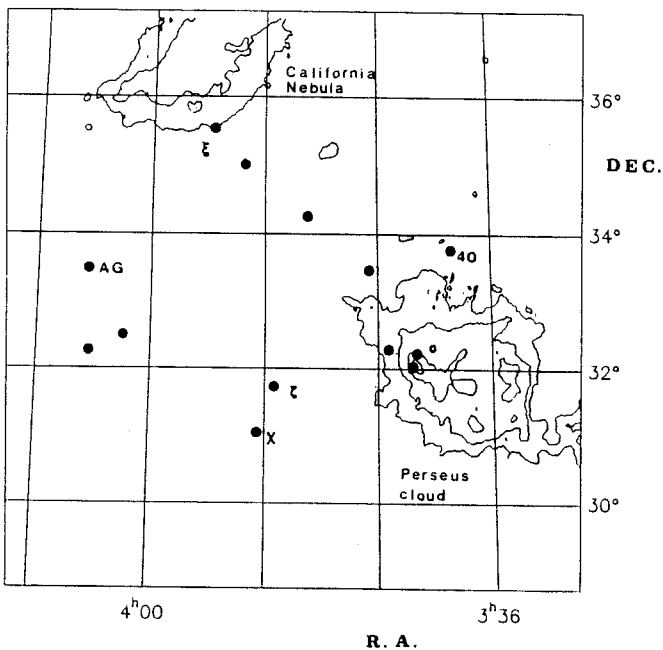 California
Nebula
36°
ξ
DEC.
34°
40
AG
o
32°
ζ
χ
Perseus
cloud
30°
4ʰ00
3ʰ36
R. A.